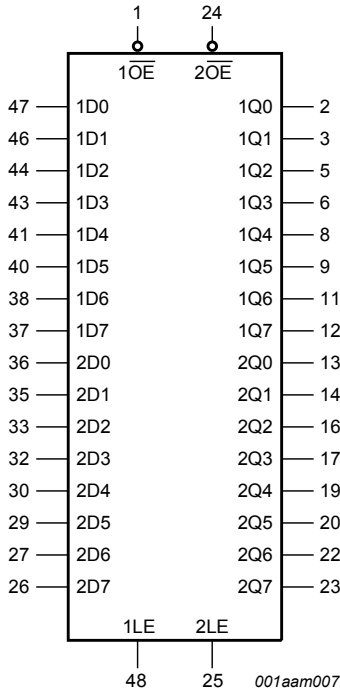 1 24
1O̅E̅ 2O̅E̅
47 1D0 1Q0 2
46 1D1 1Q1 3
44 1D2 1Q2 5
43 1D3 1Q3 6
41 1D4 1Q4 8
40 1D5 1Q5 9
38 1D6 1Q6 11
37 1D7 1Q7 12
36 2D0 2Q0 13
35 2D1 2Q1 14
33 2D2 2Q2 16
32 2D3 2Q3 17
30 2D4 2Q4 19
29 2D5 2Q5 20
27 2D6 2Q6 22
26 2D7 2Q7 23
1LE 2LE
48 25 001aam007